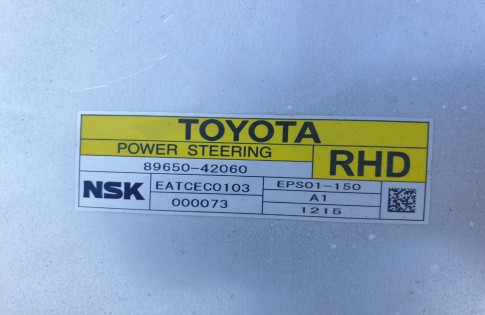 TOYOTA
POWER STEERING
RHD
89650-42060
NSK
EATCEC0103
EPS01-150
000073
A1
1215